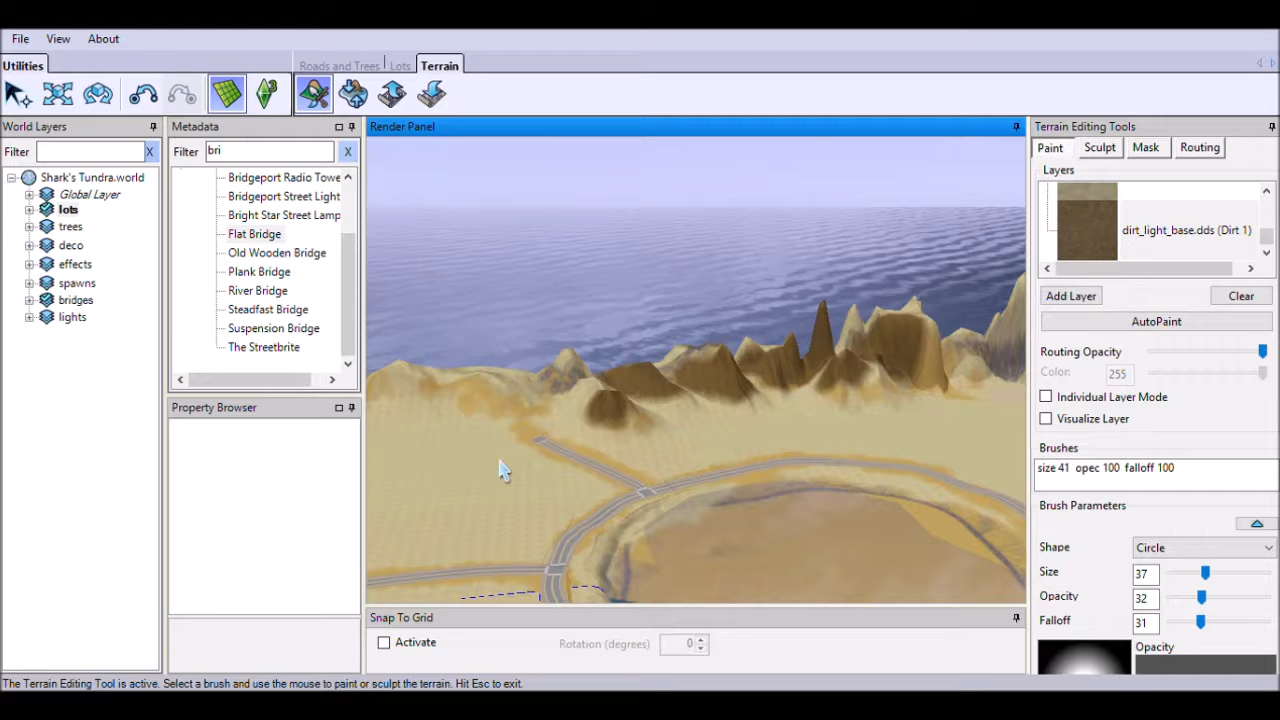 File View About
Utilities Roads and Trees Lots Terrain
World Layers
Filter X
Shark's Tundra.world
Global Layer
lots
trees
deco
effects
spawns
bridges
lights
Metadata
Filter bri X
Bridgeport Radio Towe
Bridgeport Street Light
Bright Star Street Lamp
Flat Bridge
Old Wooden Bridge
Plank Bridge
River Bridge
Steadfast Bridge
Suspension Bridge
The Streetbrite
Property Browser
Render Panel
Snap To Grid
Activate Rotation (degrees) 0
Terrain Editing Tools
Paint Sculpt Mask Routing
Layers
dirt_light_base.dds (Dirt 1)
Add Layer Clear
AutoPaint
Routing Opacity
Color: 255
Individual Layer Mode
Visualize Layer
Brushes
size 41 opec 100 falloff 100
Brush Parameters
Shape Circle
Size 37
Opacity 32
Falloff 31
Opacity
The Terrain Editing Tool is active. Select a brush and use the mouse to paint or sculpt the terrain. Hit Esc to exit.